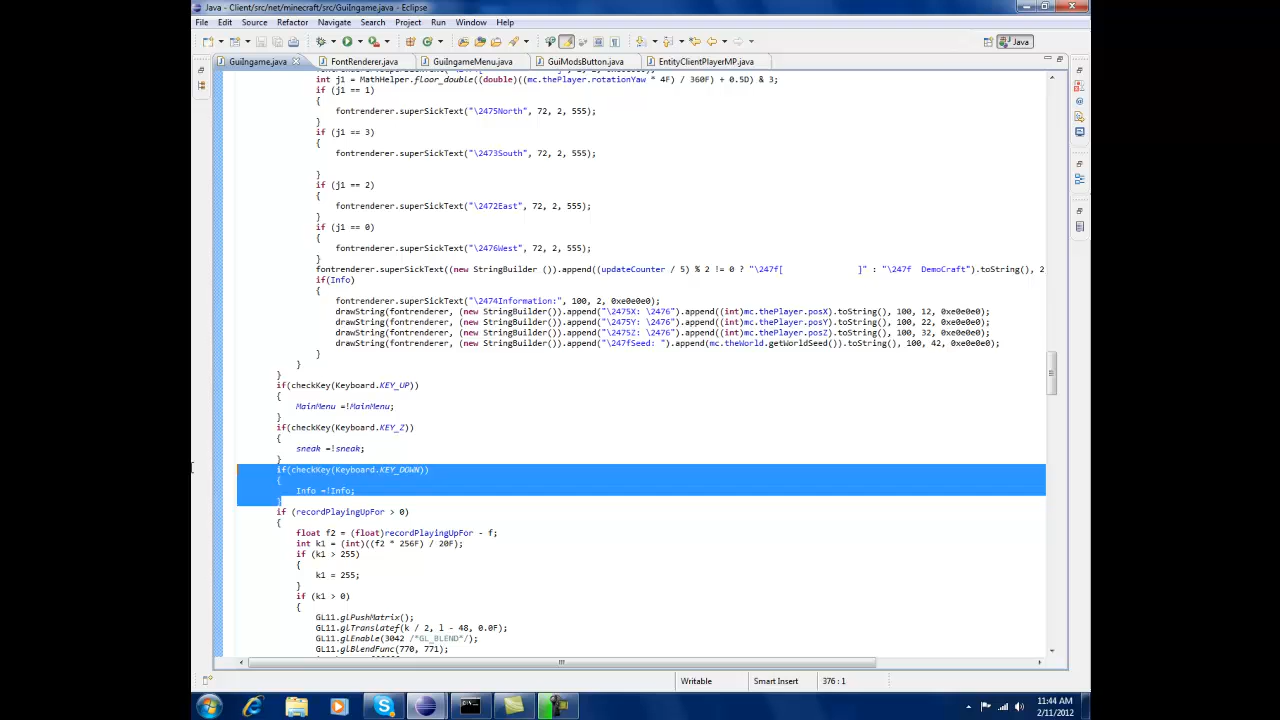 Java - Client/src/net/minecraft/src/GuiIngame.java - Eclipse
File Edit Source Refactor Navigate Search Project Run Window Help
Java
GuiIngame.java FontRenderer.java GuiIngameMenu.java GuiModsButton.java EntityClientPlayerMP.java
int j1 = MathHelper.floor_double((double)((mc.thePlayer.rotationYaw * 4F) / 360F) + 0.5D) & 3;
if (j1 == 1)
{
fontrenderer.superSickText("\2475North", 72, 2, 555);
}
if (j1 == 3)
{
fontrenderer.superSickText("\2473South", 72, 2, 555);
}
if (j1 == 2)
{
fontrenderer.superSickText("\2472East", 72, 2, 555);
}
if (j1 == 0)
{
fontrenderer.superSickText("\2476West", 72, 2, 555);
}
fontrenderer.superSickText((new StringBuilder ()).append((updateCounter / 5) % 2 != 0 ? "\247f[ ]" : "\247f DemoCraft").toString(), 2
if(Info)
{
fontrenderer.superSickText("\2474Information:", 100, 2, 0xe0e0e0);
drawString(fontrenderer, (new StringBuilder()).append("\2475X: \2476").append((int)mc.thePlayer.posX).toString(), 100, 12, 0xe0e0e0);
drawString(fontrenderer, (new StringBuilder()).append("\2475Y: \2476").append((int)mc.thePlayer.posY).toString(), 100, 22, 0xe0e0e0);
drawString(fontrenderer, (new StringBuilder()).append("\2475Z: \2476").append((int)mc.thePlayer.posZ).toString(), 100, 32, 0xe0e0e0);
drawString(fontrenderer, (new StringBuilder()).append("\247fSeed: ").append(mc.theWorld.getWorldSeed()).toString(), 100, 42, 0xe0e0e0);
}
}
}
if(checkKey(Keyboard.KEY_UP))
{
MainMenu =!MainMenu;
}
if(checkKey(Keyboard.KEY_Z))
{
sneak =!sneak;
}
if(checkKey(Keyboard.KEY_DOWN))
{
Info =!Info;
}
if (recordPlayingUpFor > 0)
{
float f2 = (float)recordPlayingUpFor - f;
int k1 = (int)((f2 * 256F) / 20F);
if (k1 > 255)
{
k1 = 255;
}
if (k1 > 0)
{
GL11.glPushMatrix();
GL11.glTranslatef(k / 2, l - 48, 0.0F);
GL11.glEnable(3042 /*GL_BLEND*/);
GL11.glBlendFunc(770, 771);
Writable Smart Insert 376 : 1
11:44 AM
2/11/2012